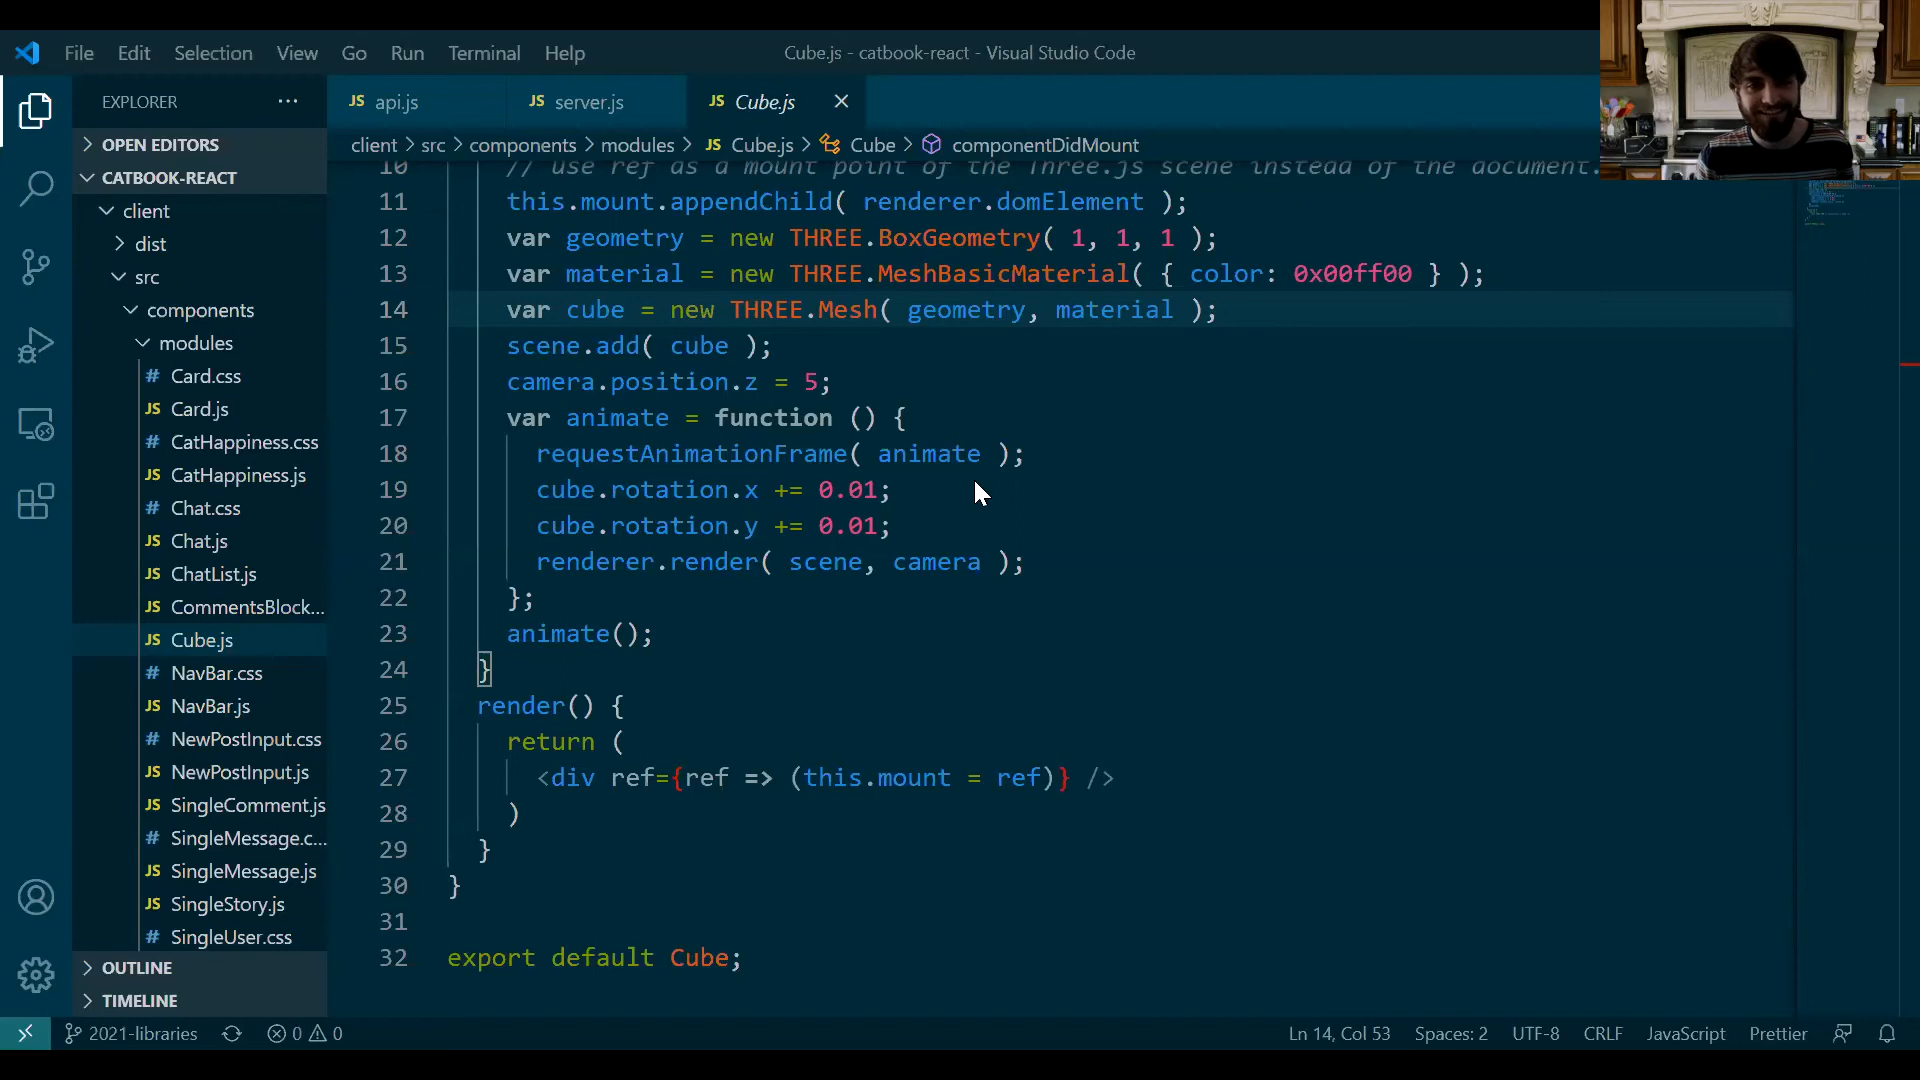 File Edit Selection View Go Run Terminal Help
Cube.js - catbook-react - Visual Studio Code
EXPLORER ···
JS api.js
JS server.js
JS Cube.js
OPEN EDITORS
client > src > components > modules > JS Cube.js > Cube > componentDidMount
CATBOOK-REACT
client
dist
src
components
modules
# Card.css
JS Card.js
# CatHappiness.css
JS CatHappiness.js
# Chat.css
JS Chat.js
JS ChatList.js
JS CommentsBlock...
JS Cube.js
# NavBar.css
JS NavBar.js
# NewPostInput.css
JS NewPostInput.js
JS SingleComment.js
# SingleMessage.c...
JS SingleMessage.js
JS SingleStory.js
# SingleUser.css
OUTLINE
TIMELINE
10 // use ref as a mount point of the Three.js scene instead of the document.
11 this.mount.appendChild( renderer.domElement );
12 var geometry = new THREE.BoxGeometry( 1, 1, 1 );
13 var material = new THREE.MeshBasicMaterial( { color: 0x00ff00 } );
14 var cube = new THREE.Mesh( geometry, material );
15 scene.add( cube );
16 camera.position.z = 5;
17 var animate = function () {
18 requestAnimationFrame( animate );
19 cube.rotation.x += 0.01;
20 cube.rotation.y += 0.01;
21 renderer.render( scene, camera );
22 };
23 animate();
24 }
25 render() {
26 return (
27 <div ref={ref => (this.mount = ref)} />
28 )
29 }
30 }
31
32 export default Cube;
2021-libraries 0 0
Ln 14, Col 53 Spaces: 2 UTF-8 CRLF JavaScript Prettier